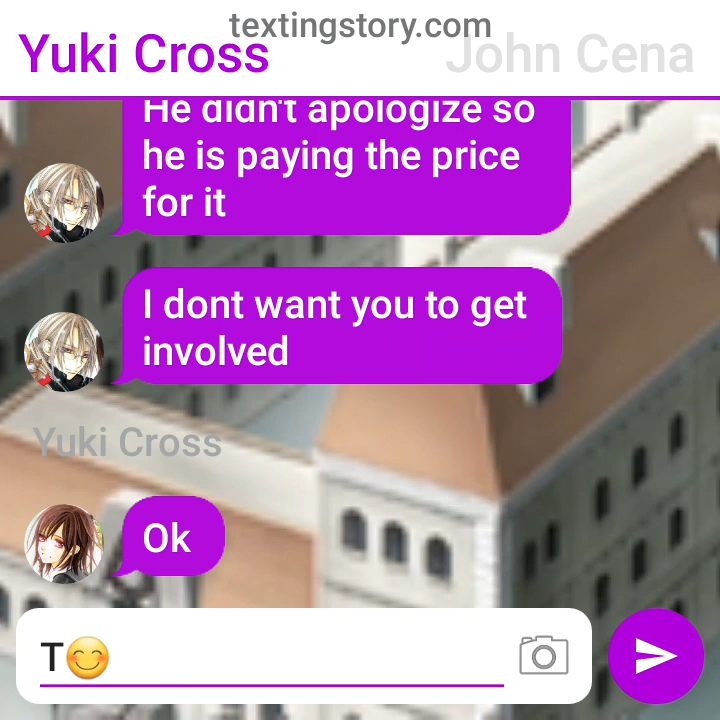 textingstory.com
Yuki Cross
John Cena
He didn't apologize so
he is paying the price
for it
I dont want you to get
involved
Yuki Cross
Ok
T😊